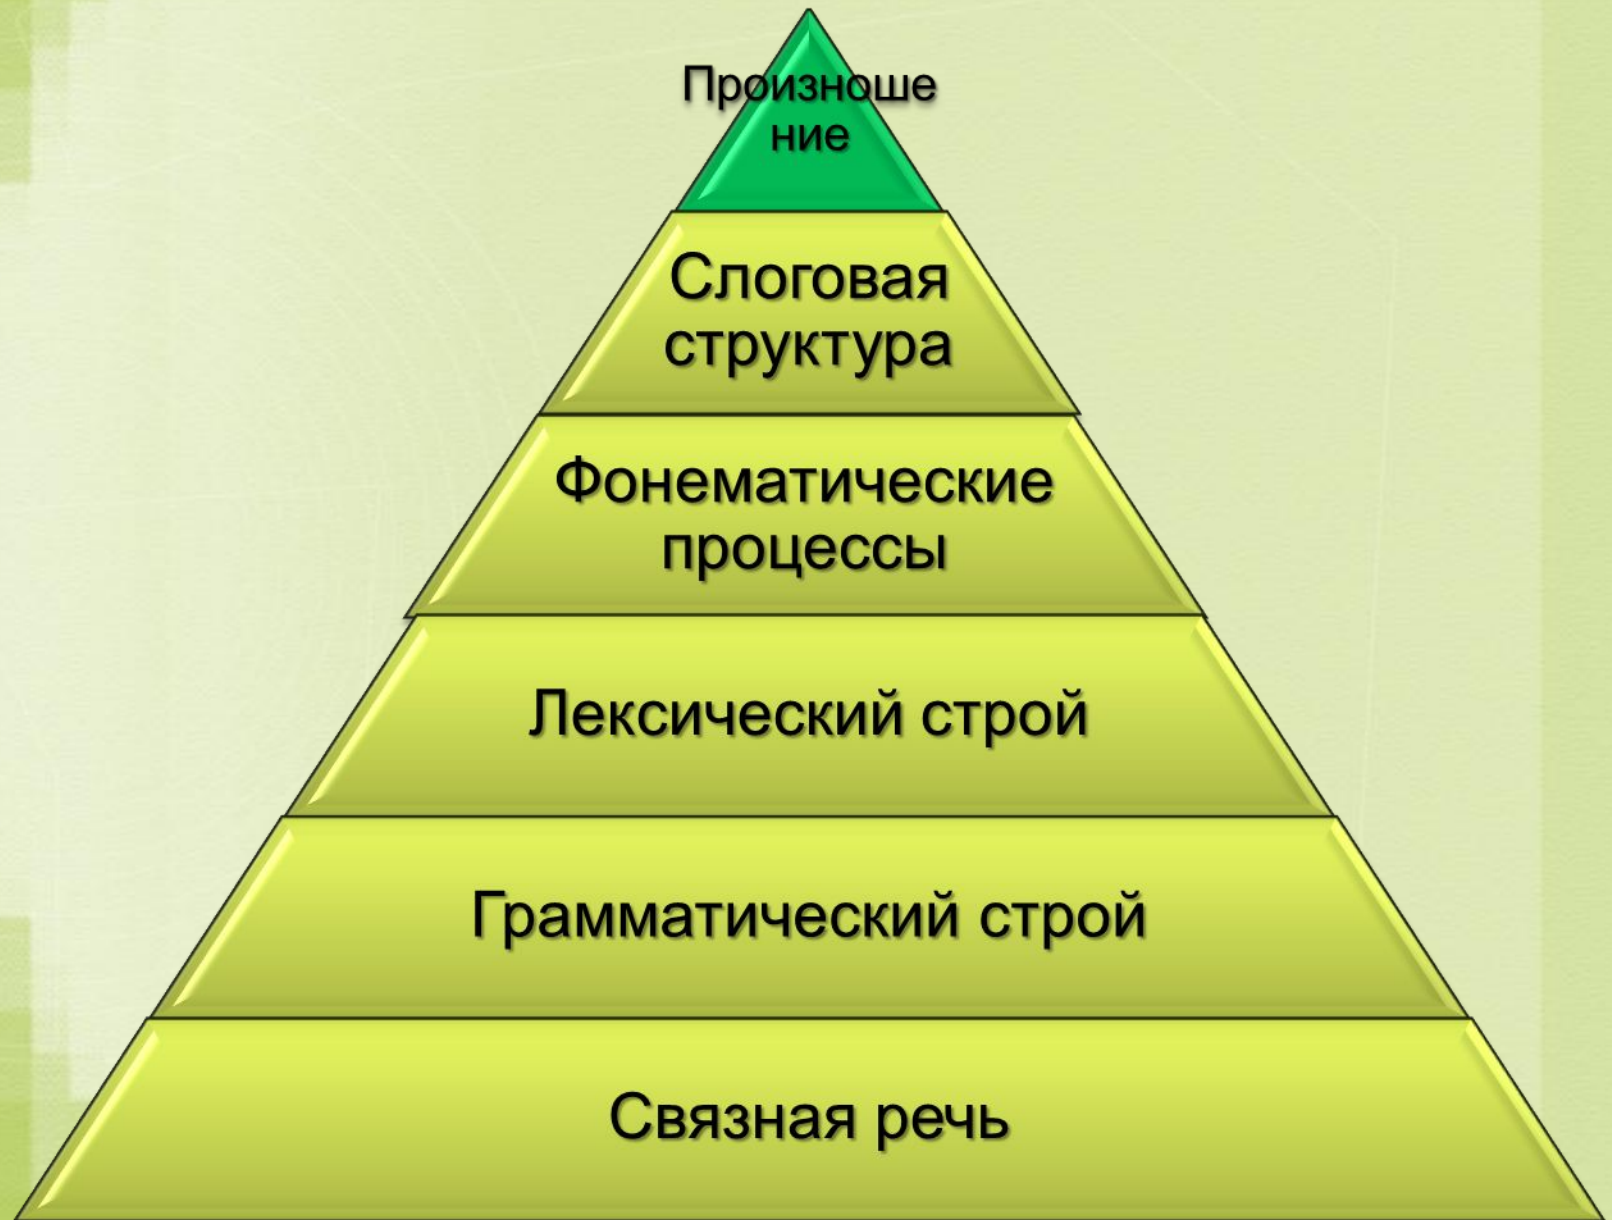 Произноше
ние
Слоговая
структура
Фонематические
процессы
Лексический строй
Грамматический строй
Связная речь